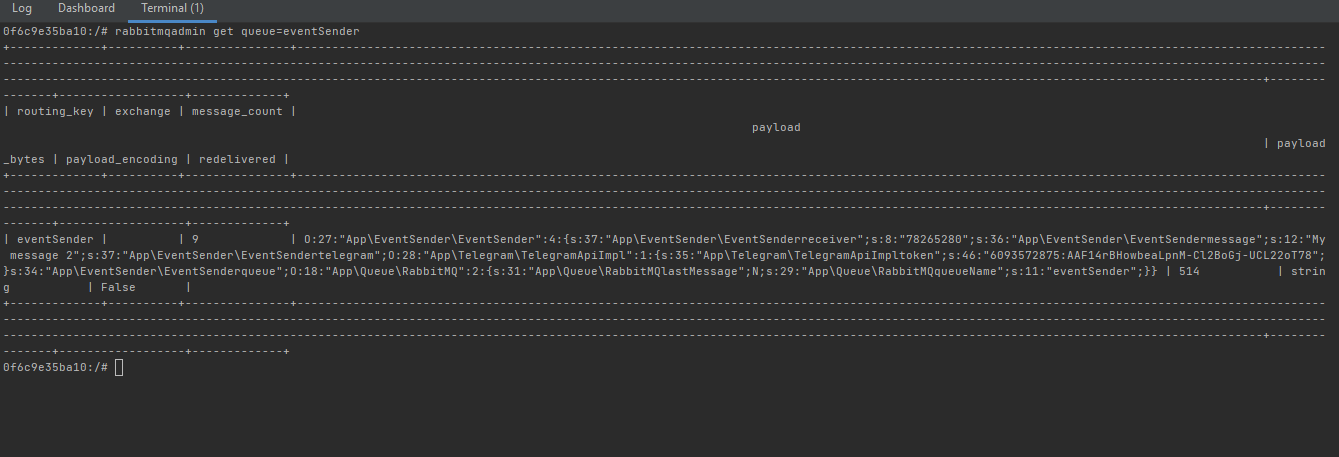 Log Dashboard Terminal (1)
0f6c9e35ba10:/# rabbitmqadmin get queue=eventSender
| routing_key | exchange | message_count |
payload
| payload
_bytes | payload_encoding | redelivered |
| eventSender |          | 9             | O:27:"App\EventSender\EventSender":4:{s:37:"App\EventSender\EventSenderreceiver";s:8:"78265280";s:36:"App\EventSender\EventSendermessage";s:12:"My
 message 2";s:37:"App\EventSender\EventSendertelegram";O:28:"App\Telegram\TelegramApiImpl":1:{s:35:"App\Telegram\TelegramApiImpltoken";s:46:"6093572875:AAF14rBHowbeaLpnM-Cl2BoGj-UCL22oT78";
}s:34:"App\EventSender\EventSenderqueue";O:18:"App\Queue\RabbitMQ":2:{s:31:"App\Queue\RabbitMQlastMessage";N;s:29:"App\Queue\RabbitMQqueueName";s:11:"eventSender";}} | 514           | strin
g            | False       |
0f6c9e35ba10:/#